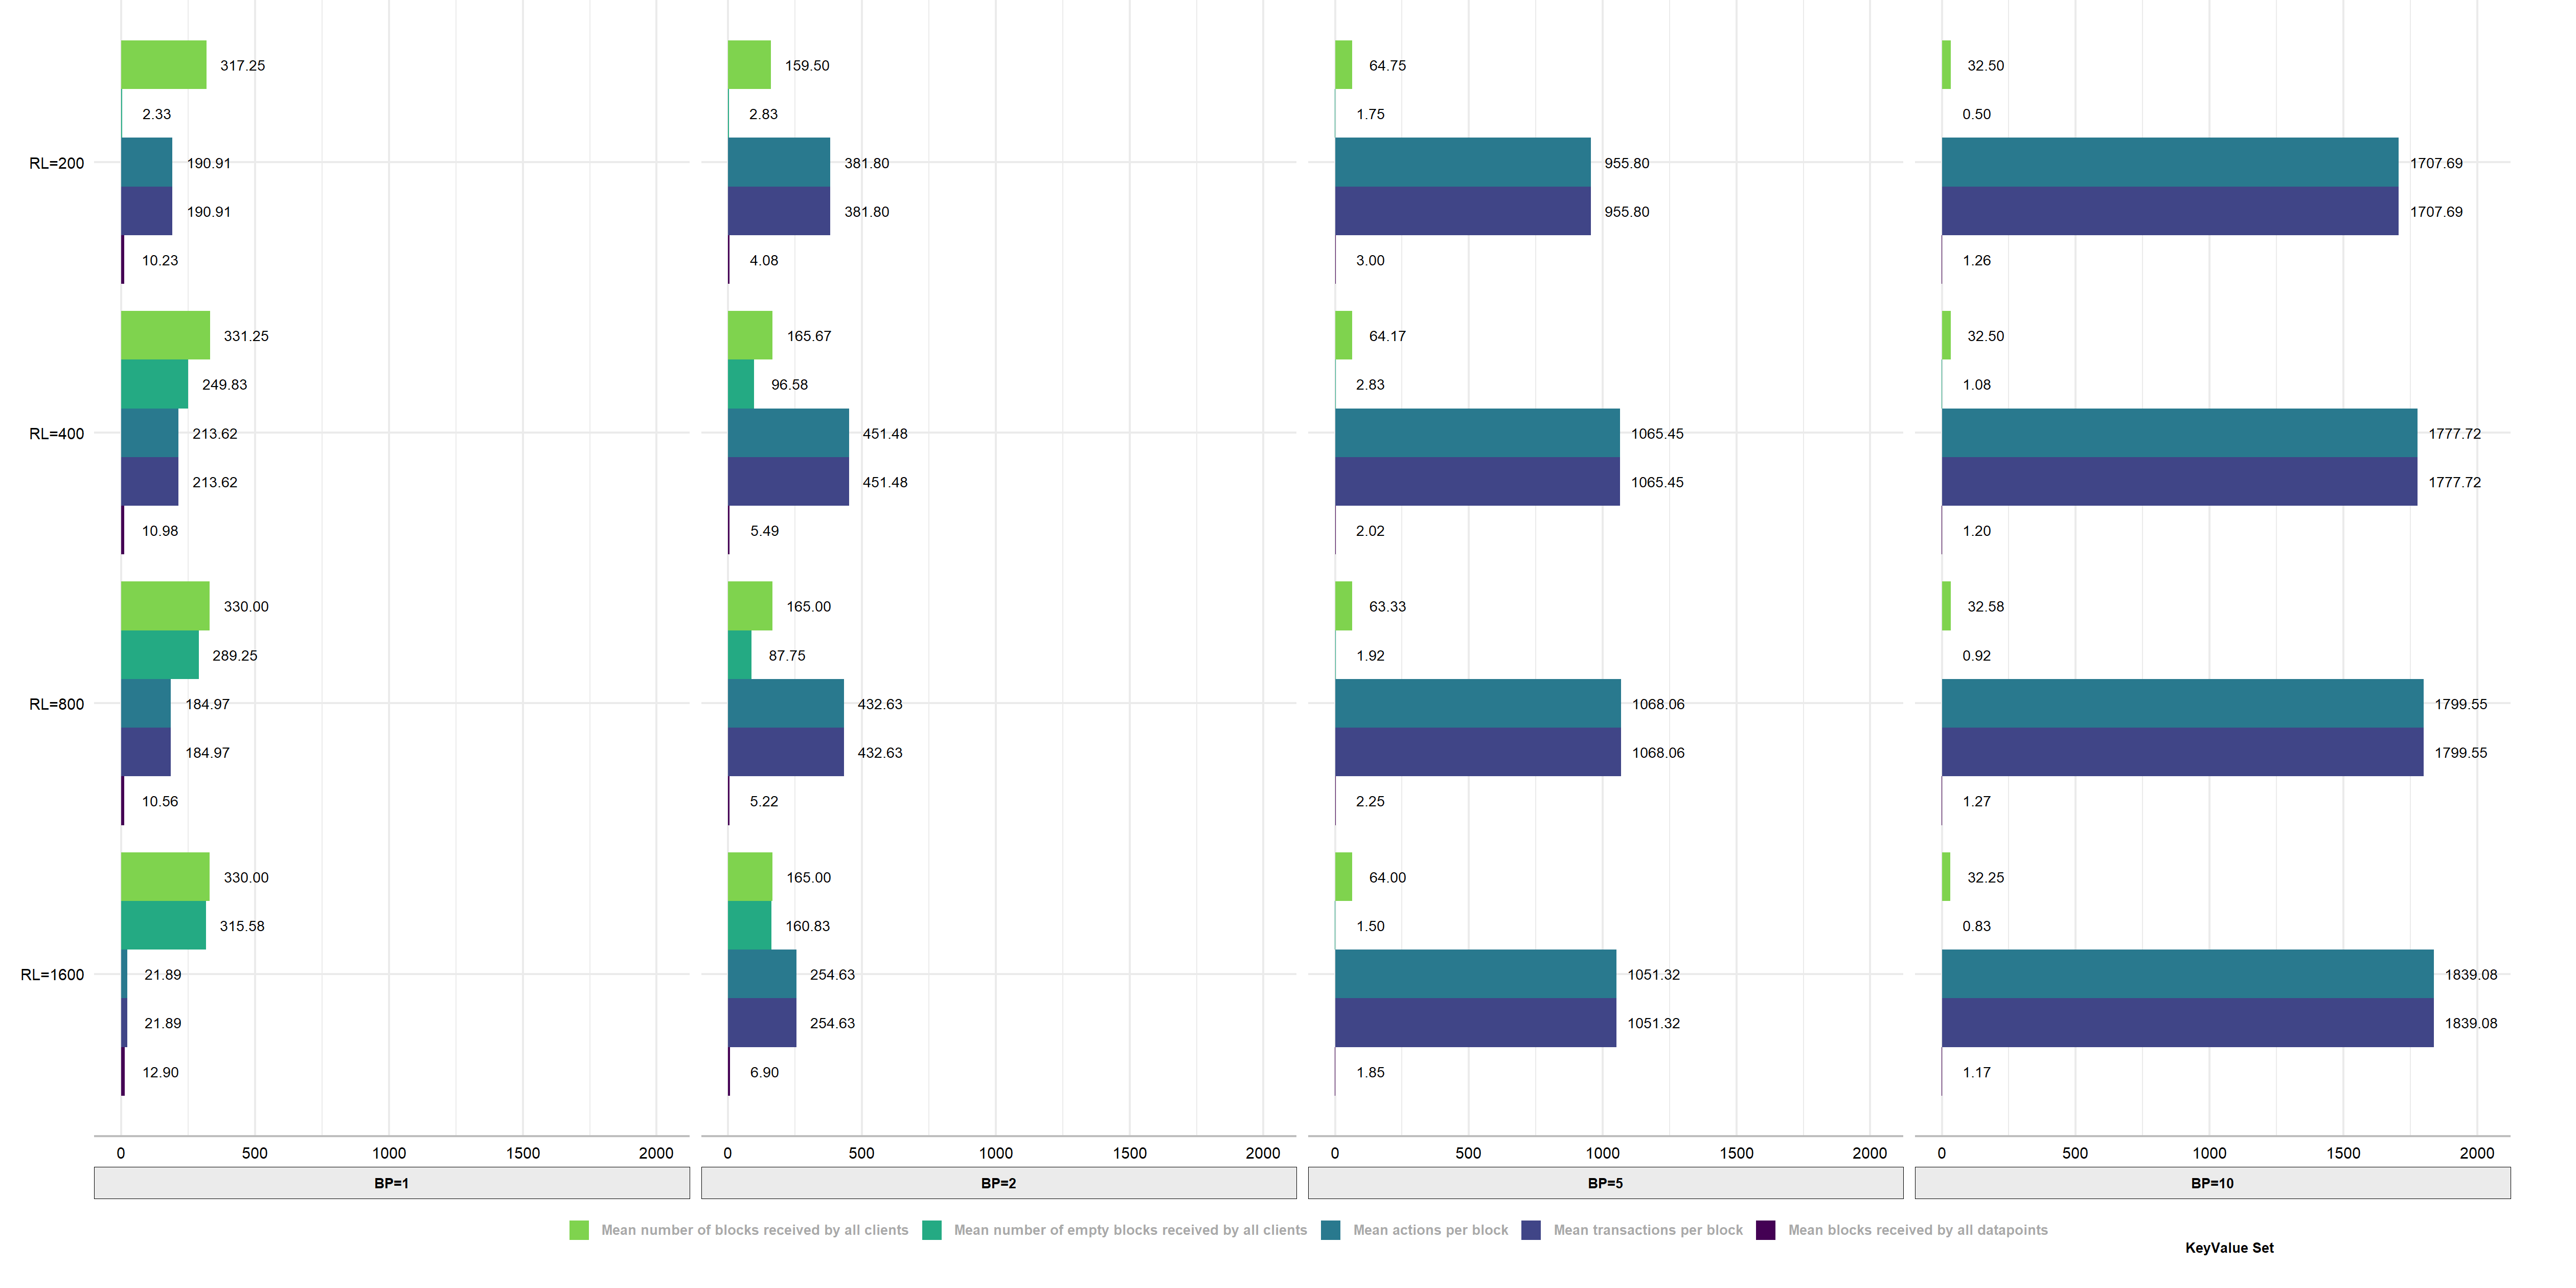 317.25 159.50 64.75 32.50
2.33 2.83 1.75 0.50
RL=200 190.91 381.80 955.80 1707.69
190.91 381.80 955.80 1707.69
10.23 4.08 3.00 1.26
331.25 165.67 64.17 32.50
249.83 96.58 2.83 1.08
RL=400 213.62 451.48 1065.45 1777.72
213.62 451.48 1065.45 1777.72
10.98 5.49 2.02 1.20
330.00 165.00 63.33 32.58
289.25 87.75 1.92 0.92
RL=800 184.97 432.63 1068.06 1799.55
184.97 432.63 1068.06 1799.55
10.56 5.22 2.25 1.27
330.00 165.00 64.00 32.25
315.58 160.83 1.50 0.83
RL=1600 21.89 254.63 1051.32 1839.08
21.89 254.63 1051.32 1839.08
12.90 6.90 1.85 1.17
0 500 1000 1500 2000 0 500 1000 1500 2000 0 500 1000 1500 2000 0 500 1000 1500 2000
BP=1 BP=2 BP=5 BP=10
Mean number of blocks received by all clients Mean number of empty blocks received by all clients Mean actions per block Mean transactions per block Mean blocks received by all datapoints
KeyValue Set